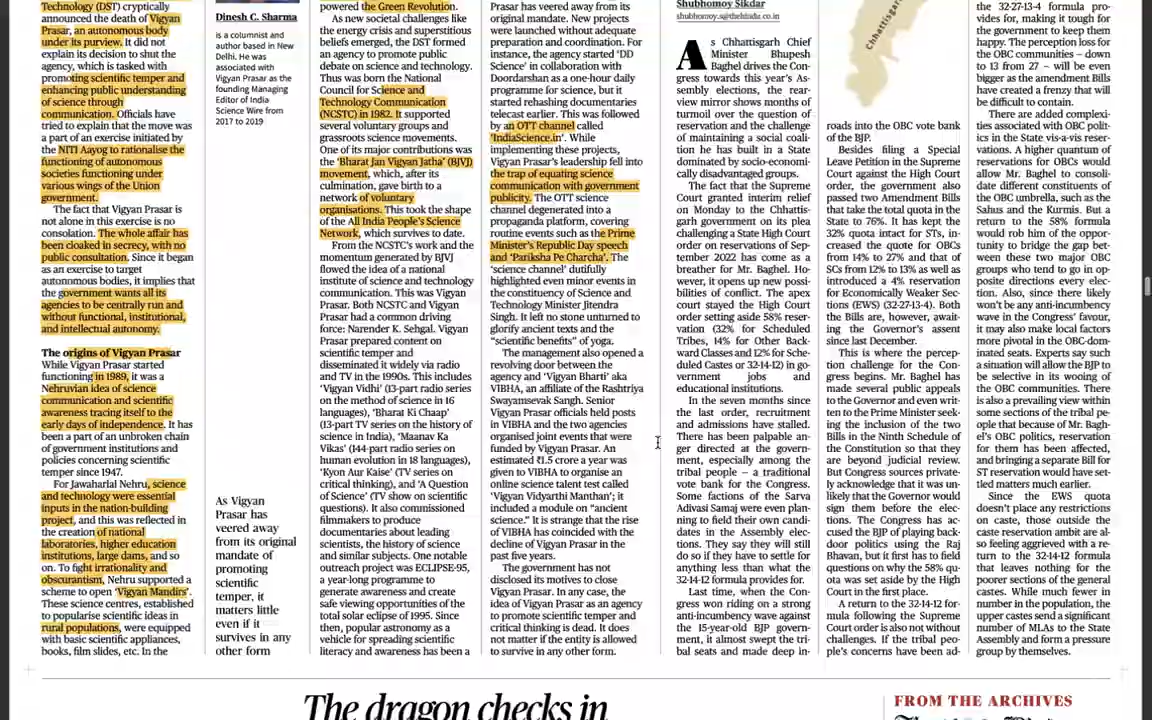 Technology (DST) cryptically
announced the death of Vigyan
Prasar, an autonomous body
under its purview. It did not
explain its decision to shut the
agency, which is tasked with
promoting scientific temper and
enhancing public understanding
of science through
communication. Officials have
tried to explain that the move was
a part of an exercise initiated by
the NITI Aayog to rationalise the
functioning of autonomous
societies functioning under
various wings of the Union
government.
The fact that Vigyan Prasar is
not alone in this exercise is no
consolation. The whole affair has
been cloaked in secrecy, with no
public consultation. Since it began
as an exercise to target
autonomous bodies, it implies that
the government wants all its
agencies to be centrally run and
without functional, institutional,
and intellectual autonomy.
The origins of Vigyan Prasar
While Vigyan Prasar started
functioning in 1989, it was a
Nehruvian idea of science
communication and scientific
awareness tracing itself to the
early days of independence. It has
been a part of an unbroken chain
of government institutions and
policies concerning scientific
temper since 1947.
For Jawaharlal Nehru, science
and technology were essential
inputs in the nation-building
project, and this was reflected in
the creation of national
laboratories, higher education
institutions, large dams, and so
on. To fight irrationality and
obscurantism, Nehru supported a
scheme to open 'Vigyan Mandirs'.
These science centres, established
to popularise scientific ideas in
rural populations, were equipped
with basic scientific appliances,
books, film slides, etc. In the
Dinesh C. Sharma
is a columnist and
author based in New
Delhi. He was
associated with
Vigyan Prasar as the
founding Managing
Editor of India
Science Wire from
2017 to 2019
As Vigyan
Prasar has
veered away
from its original
mandate of
promoting
scientific
temper, it
matters little
even if it
survives in any
other form
powered the Green Revolution.
As new societal challenges like
the energy crisis and superstitious
beliefs emerged, the DST formed
an agency to promote public
debate on science and technology.
Thus was born the National
Council for Science and
Technology Communication
(NCSTC) in 1982. It supported
several voluntary groups and
grassroots science movements.
One of its major contributions was
the 'Bharat Jan Vigyan Jatha' (BJVJ)
movement, which, after its
culmination, gave birth to a
network of voluntary
organisations. This took the shape
of the All India People's Science
Network, which survives to date.
From the NCSTC's work and the
momentum generated by BJVJ
flowed the idea of a national
institute of science and technology
communication. This was Vigyan
Prasar. Both NCSTC and Vigyan
Prasar had a common driving
force: Narender K. Sehgal. Vigyan
Prasar prepared content on
scientific temper and
disseminated it widely via radio
and TV in the 1990s. This includes
'Vigyan Vidhi' (13-part radio series
on the method of science in 16
languages), 'Bharat Ki Chaap'
(13-part TV series on the history of
science in India), 'Maanav Ka
Vikas' (144-part radio series on
human evolution in 18 languages),
'Kyon Aur Kaise' (TV series on
critical thinking), and 'A Question
of Science' (TV show on scientific
questions). It also commissioned
filmmakers to produce
documentaries about leading
scientists, the history of science
and similar subjects. One notable
outreach project was ECLIPSE-95,
a year-long programme to
generate awareness and create
safe viewing opportunities of the
total solar eclipse of 1995. Since
then, popular astronomy as a
vehicle for spreading scientific
literacy and awareness has been a
Prasar has veered away from its
original mandate. New projects
were launched without adequate
preparation and coordination. For
instance, the agency started 'DD
Science' in collaboration with
Doordarshan as a one-hour daily
programme for science, but it
started rehashing documentaries
telecast earlier. This was followed
by an OTT channel called
'IndiaScience.in'. While
implementing these projects,
Vigyan Prasar's leadership fell into
the trap of equating science
communication with government
publicity. The OTT science
channel degenerated into a
propaganda platform, covering
routine events such as the Prime
Minister's Republic Day speech
and 'Pariksha Pe Charcha'. The
'science channel' dutifully
highlighted even minor events in
the constituency of Science and
Technology Minister Jitendra
Singh. It left no stone unturned to
glorify ancient texts and the
"scientific benefits" of yoga.
The management also opened a
revolving door between the
agency and 'Vigyan Bharti' aka
VIBHA, an affiliate of the Rashtriya
Swayamsevak Sangh. Senior
Vigyan Prasar officials held posts
in VIBHA and the two agencies
organised joint events that were
funded by Vigyan Prasar. An
estimated ₹1.5 crore a year was
given to VIBHA to organise an
online science talent test called
'Vigyan Vidyarthi Manthan'; it
included a module on "ancient
science." It is strange that the rise
of VIBHA has coincided with the
decline of Vigyan Prasar in the
past five years.
The government has not
disclosed its motives to close
Vigyan Prasar. In any case, the
idea of Vigyan Prasar as an agency
to promote scientific temper and
critical thinking is dead. It does
not matter if the entity is allowed
to survive in any other form.
Shubhomoy Sikdar
shubhomoy.s@thehindu.co.in
As Chhattisgarh Chief
Minister Bhupesh
Baghel drives the Con-
gress towards this year's As-
sembly elections, the rear-
view mirror shows months of
turmoil over the question of
reservation and the challenge
of maintaining a social coali-
tion he has built in a State
dominated by socio-economi-
cally disadvantaged groups.
The fact that the Supreme
Court granted interim relief
on Monday to the Chhattis-
garh government on its plea
challenging a State High Court
order on reservations of Sep-
tember 2022 has come as a
breather for Mr. Baghel. Ho-
wever, it opens up new possi-
bilities of conflict. The apex
court stayed the High Court
order setting aside 58% reser-
vation (32% for Scheduled
Tribes, 14% for Other Back-
ward Classes and 12% for Sche-
duled Castes or 32-14-12) in go-
vernment jobs and
educational institutions.
In the seven months since
the last order, recruitment
and admissions have stalled.
There has been palpable an-
ger directed at the govern-
ment, especially among the
tribal people – a traditional
vote bank for the Congress.
Some factions of the Sarva
Adivasi Samaj were even plan-
ning to field their own candi-
dates in the Assembly elec-
tions. They say they will still
do so if they have to settle for
anything less than what the
32-14-12 formula provides for.
Last time, when the Con-
gress won riding on a strong
anti-incumbency wave against
the 15-year-old BJP govern-
ment, it almost swept the tri-
bal seats and made deep in-
Chhattisgarh
roads into the OBC vote bank
of the BJP.
Besides filing a Special
Leave Petition in the Supreme
Court against the High Court
order, the government also
passed two Amendment Bills
that take the total quota in the
State to 76%. It has kept the
32% quota intact for STs, in-
creased the quote for OBCs
from 14% to 27% and that of
SCs from 12% to 13% as well as
introduced a 4% reservation
for Economically Weaker Sec-
tions (EWS) (32-27-13-4). Both
the Bills are, however, await-
ing the Governor's assent
since last December.
This is where the percep-
tion challenge for the Con-
gress begins. Mr. Baghel has
made several public appeals
to the Governor and even writ-
ten to the Prime Minister seek-
ing the inclusion of the two
Bills in the Ninth Schedule of
the Constitution so that they
are beyond judicial review.
But Congress sources private-
ly acknowledge that it was un-
likely that the Governor would
sign them before the elec-
tions. The Congress has ac-
cused the BJP of playing back-
door politics using the Raj
Bhavan, but it first has to field
questions on why the 58% qu-
ota was set aside by the High
Court in the first place.
A return to the 32-14-12 for-
mula following the Supreme
Court order is also not without
challenges. If the tribal peo-
ple's concerns have been ad-
the 32-27-13-4 formula pro-
vides for, making it tough for
the government to keep them
happy. The perception loss for
the OBC communities – down
to 13 from 27 – will be even
bigger as the amendment Bills
have created a frenzy that will
be difficult to contain.
There are added complexi-
ties associated with OBC polit-
ics in the State vis-a-vis reser-
vations. A higher quantum of
reservations for OBCs would
allow Mr. Baghel to consoli-
date different constituents of
the OBC umbrella, such as the
Sahus and the Kurmis. But a
return to the 58% formula
would rob him of the oppor-
tunity to bridge the gap bet-
ween these two major OBC
groups who tend to go in op-
posite directions every elec-
tion. Also, since there likely
won't be any anti-incumbency
wave in the Congress' favour,
it may also make local factors
more pivotal in the OBC-dom-
inated seats. Experts say such
a situation will allow the BJP to
be selective in its wooing of
the OBC communities. There
is also a prevailing view within
some sections of the tribal pe-
ople that because of Mr. Bagh-
el's OBC politics, reservation
for them has been affected,
and bringing a separate Bill for
ST reservation would have set-
tled matters much earlier.
Since the EWS quota
doesn't place any restrictions
on caste, those outside the
caste reservation ambit are al-
so feeling aggrieved with a re-
turn to the 32-14-12 formula
that leaves nothing for the
poorer sections of the general
castes. While much fewer in
number in the population, the
upper castes send a significant
number of MLAs to the State
Assembly and form a pressure
group by themselves.
The dragon checks in
FROM THE ARCHIVES